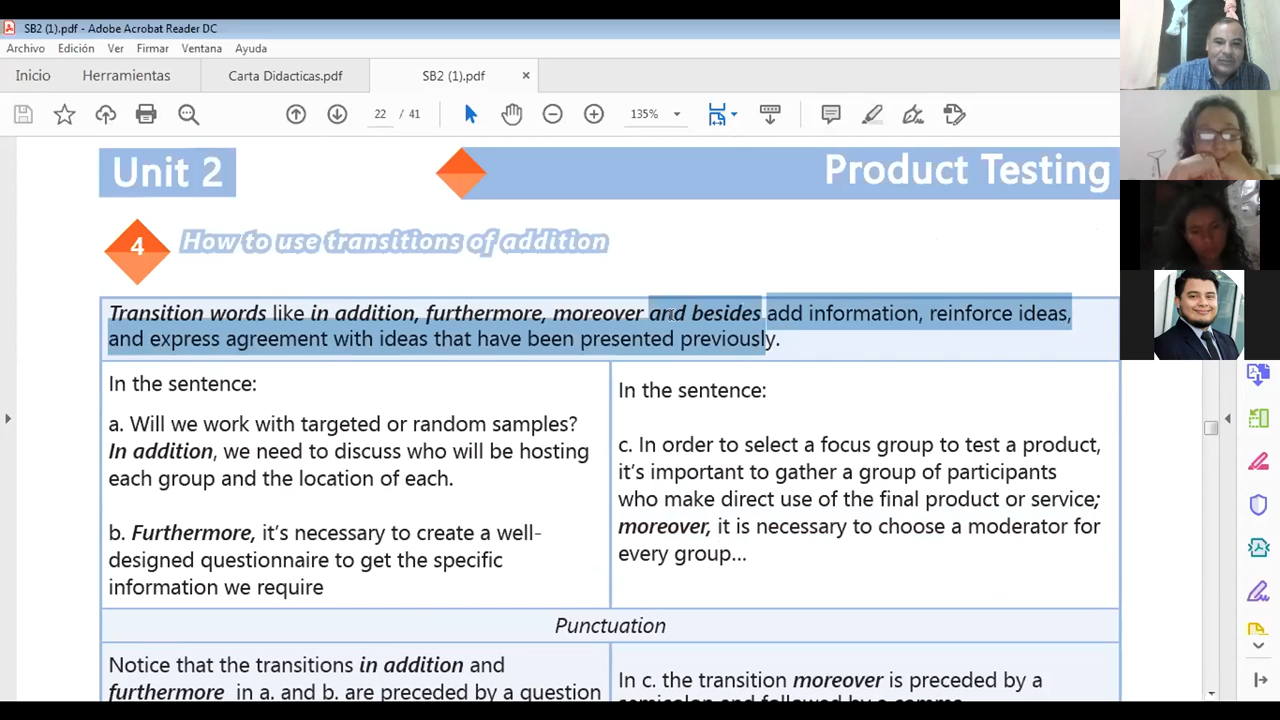 SB2 (1).pdf - Adobe Acrobat Reader DC
Archivo Edición Ver Firmar Ventana Ayuda
Inicio Herramientas Carta Didacticas.pdf SB2 (1).pdf ×
22 / 41 135%
Unit 2 Product Testing
4 How to use transitions of addition
Transition words like in addition, furthermore, moreover and besides add information, reinforce ideas,
and express agreement with ideas that have been presented previously.
In the sentence:
a. Will we work with targeted or random samples?
In addition, we need to discuss who will be hosting
each group and the location of each.
b. Furthermore, it's necessary to create a well-
designed questionnaire to get the specific
information we require
In the sentence:
c. In order to select a focus group to test a product,
it's important to gather a group of participants
who make direct use of the final product or service;
moreover, it is necessary to choose a moderator for
every group...
Punctuation
Notice that the transitions in addition and
furthermore in a. and b. are preceded by a question
In c. the transition moreover is preceded by a
semicolon and followed by a comma